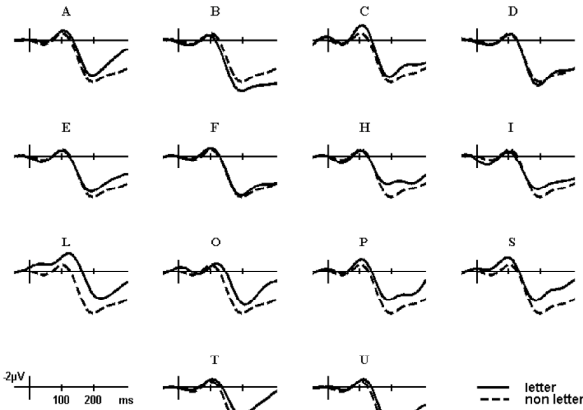 A B C D
E F H I
L O P S
T U
-2μV
100 200 ms
letter
non letter